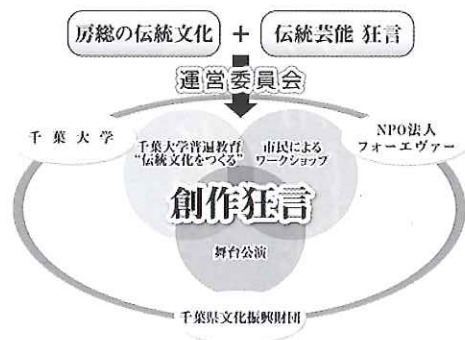 房総の伝統文化 + 伝統芸能 狂言
運営委員会
千葉大学
千葉大学普遍教育
“伝統文化をつくる”
市民による
ワークショップ
NPO法人
フォーエヴァー
創作狂言
舞台公演
千葉県文化振興財団